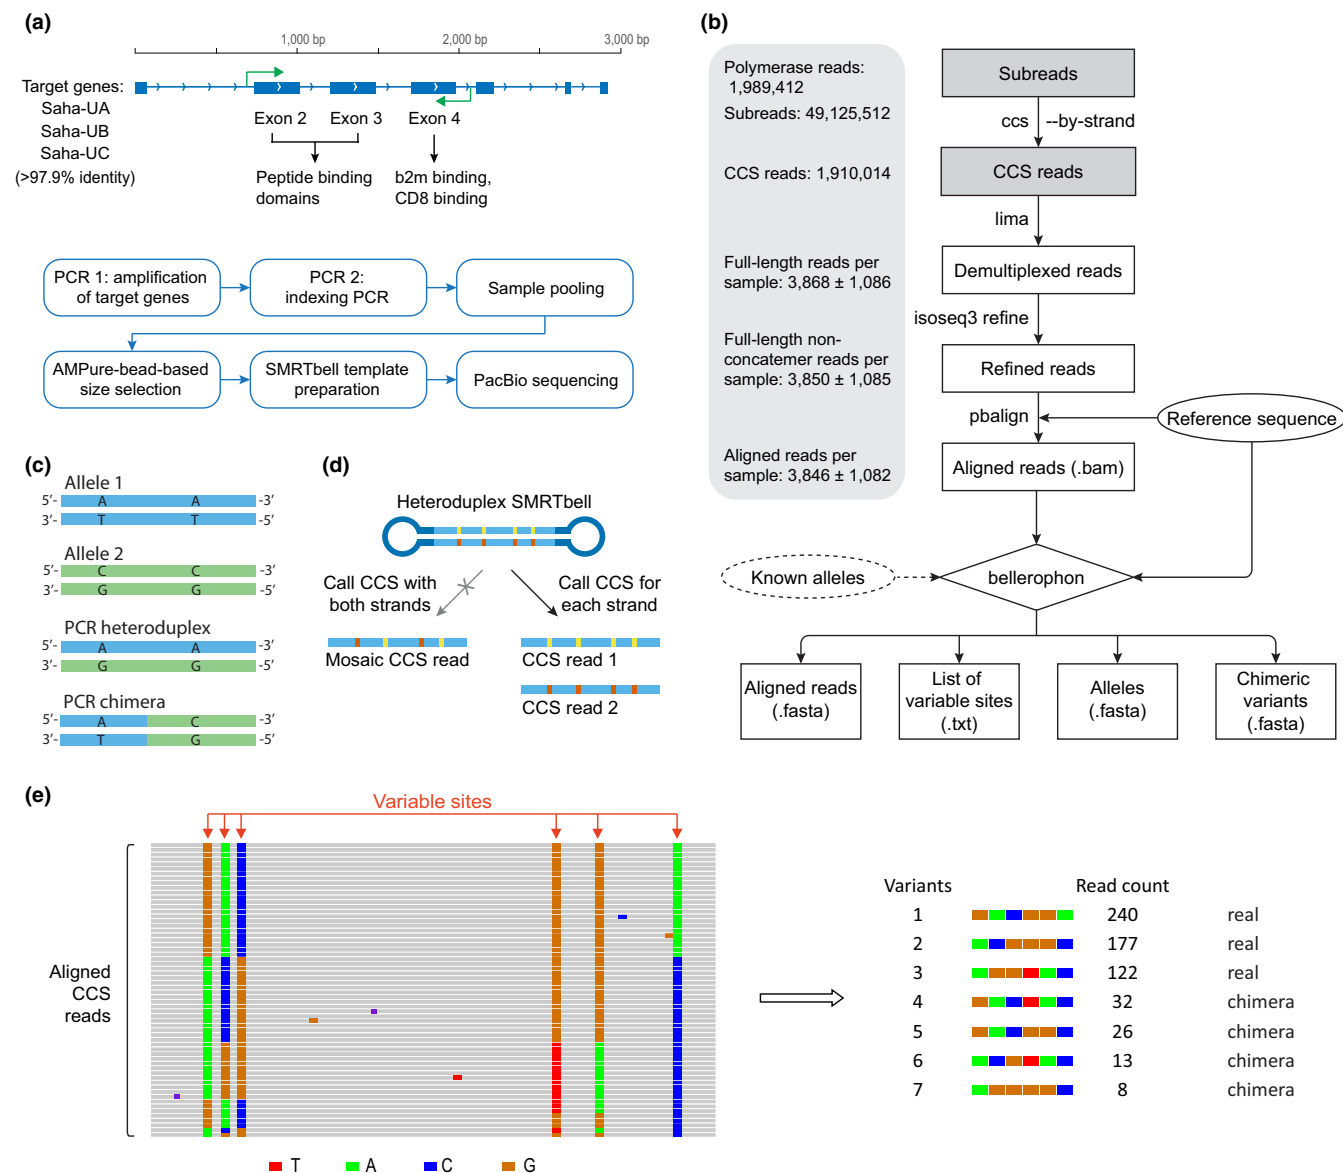 (a)
1,000 bp
2,000 bp
3,000 bp
Target genes:
Saha-UA
Saha-UB
Saha-UC
(>97.9% identity)
Exon 2
Exon 3
Exon 4
Peptide binding
domains
b2m binding,
CD8 binding
PCR 1: amplification
of target genes
PCR 2:
indexing PCR
Sample pooling
AMPure-bead-based
size selection
SMRTbell template
preparation
PacBio sequencing
(b)
Polymerase reads:
1,989,412
Subreads: 49,125,512
CCS reads: 1,910,014
Full-length reads per
sample: 3,868 ± 1,086
Full-length non-
concatemer reads per
sample: 3,850 ± 1,085
Aligned reads per
sample: 3,846 ± 1,082
Subreads
ccs --by-strand
CCS reads
lima
Demultiplexed reads
isoseq3 refine
Refined reads
pbalign
Reference sequence
Aligned reads (.bam)
Known alleles
bellerophon
Aligned reads
(.fasta)
List of
variable sites
(.txt)
Alleles
(.fasta)
Chimeric
variants
(.fasta)
(c)
Allele 1
5′- A A -3′
3′- T T -5′
Allele 2
5′- C C -3′
3′- G G -5′
PCR heteroduplex
5′- A A -3′
3′- G G -5′
PCR chimera
5′- A C -3′
3′- T G -5′
(d)
Heteroduplex SMRTbell
Call CCS with
both strands
Call CCS for
each strand
Mosaic CCS read
CCS read 1
CCS read 2
(e)
Variable sites
Aligned
CCS
reads
T A C G
Variants Read count
1 240 real
2 177 real
3 122 real
4 32 chimera
5 26 chimera
6 13 chimera
7 8 chimera